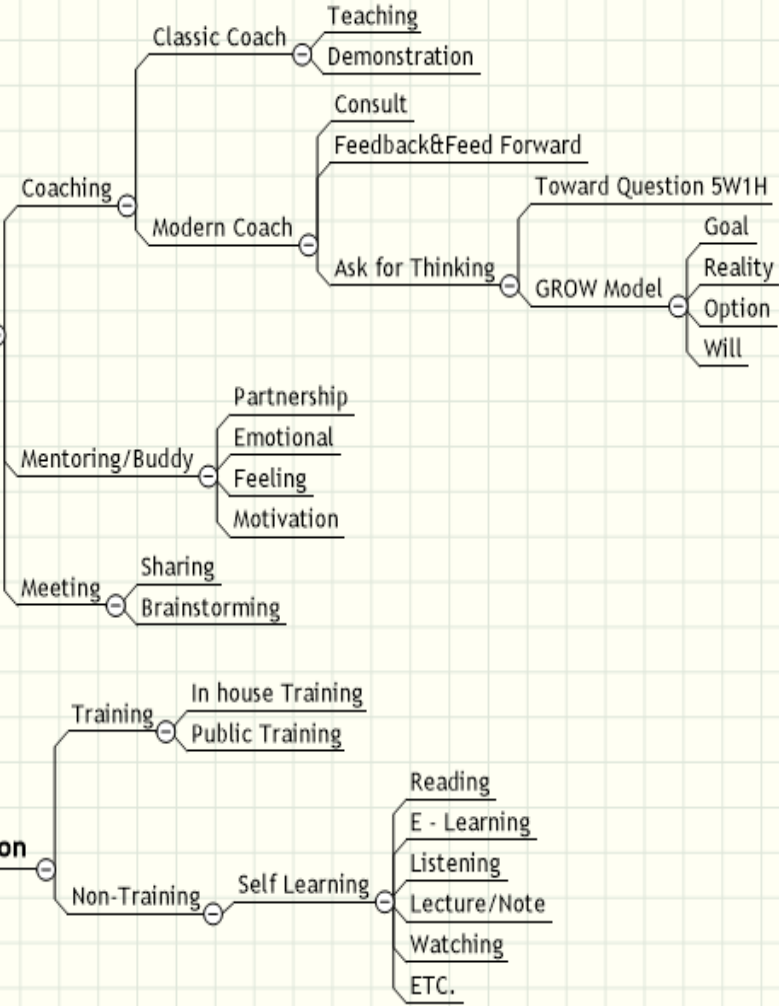 Teaching
Classic Coach
Demonstration
Consult
Feedback&Feed Forward
Coaching
Toward Question 5W1H
Modern Coach
Goal
Ask for Thinking
Reality
GROW Model
Option
Will
Partnership
Emotional
Mentoring/Buddy
Feeling
Motivation
Sharing
Meeting
Brainstorming
In house Training
Training
Public Training
Reading
E - Learning
on
Listening
Self Learning
Non-Training
Lecture/Note
Watching
ETC.